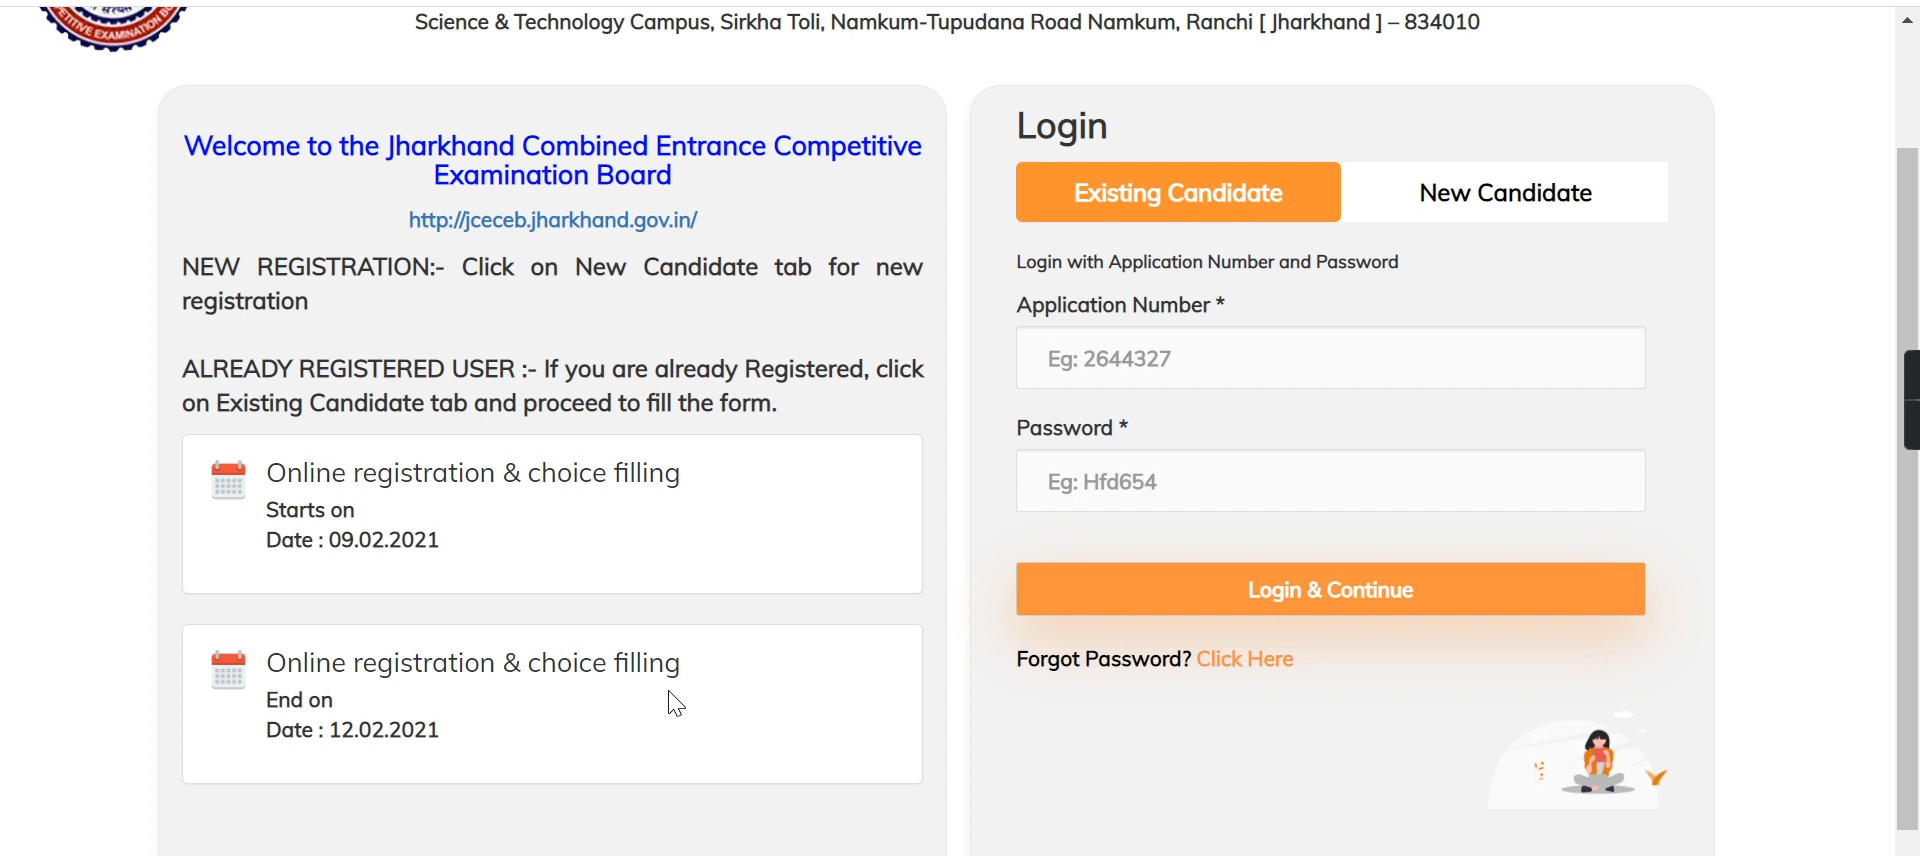 Science & Technology Campus, Sirkha Toli, Namkum-Tupudana Road Namkum, Ranchi [ Jharkhand ] – 834010
Welcome to the Jharkhand Combined Entrance Competitive
Examination Board
http://jceceb.jharkhand.gov.in/
NEW REGISTRATION:- Click on New Candidate tab for new
registration
ALREADY REGISTERED USER :- If you are already Registered, click
on Existing Candidate tab and proceed to fill the form.
Online registration & choice filling
Starts on
Date : 09.02.2021
Online registration & choice filling
End on
Date : 12.02.2021
Login
Existing Candidate
New Candidate
Login with Application Number and Password
Application Number *
Eg: 2644327
Password *
Eg: Hfd654
Login & Continue
Forgot Password? Click Here